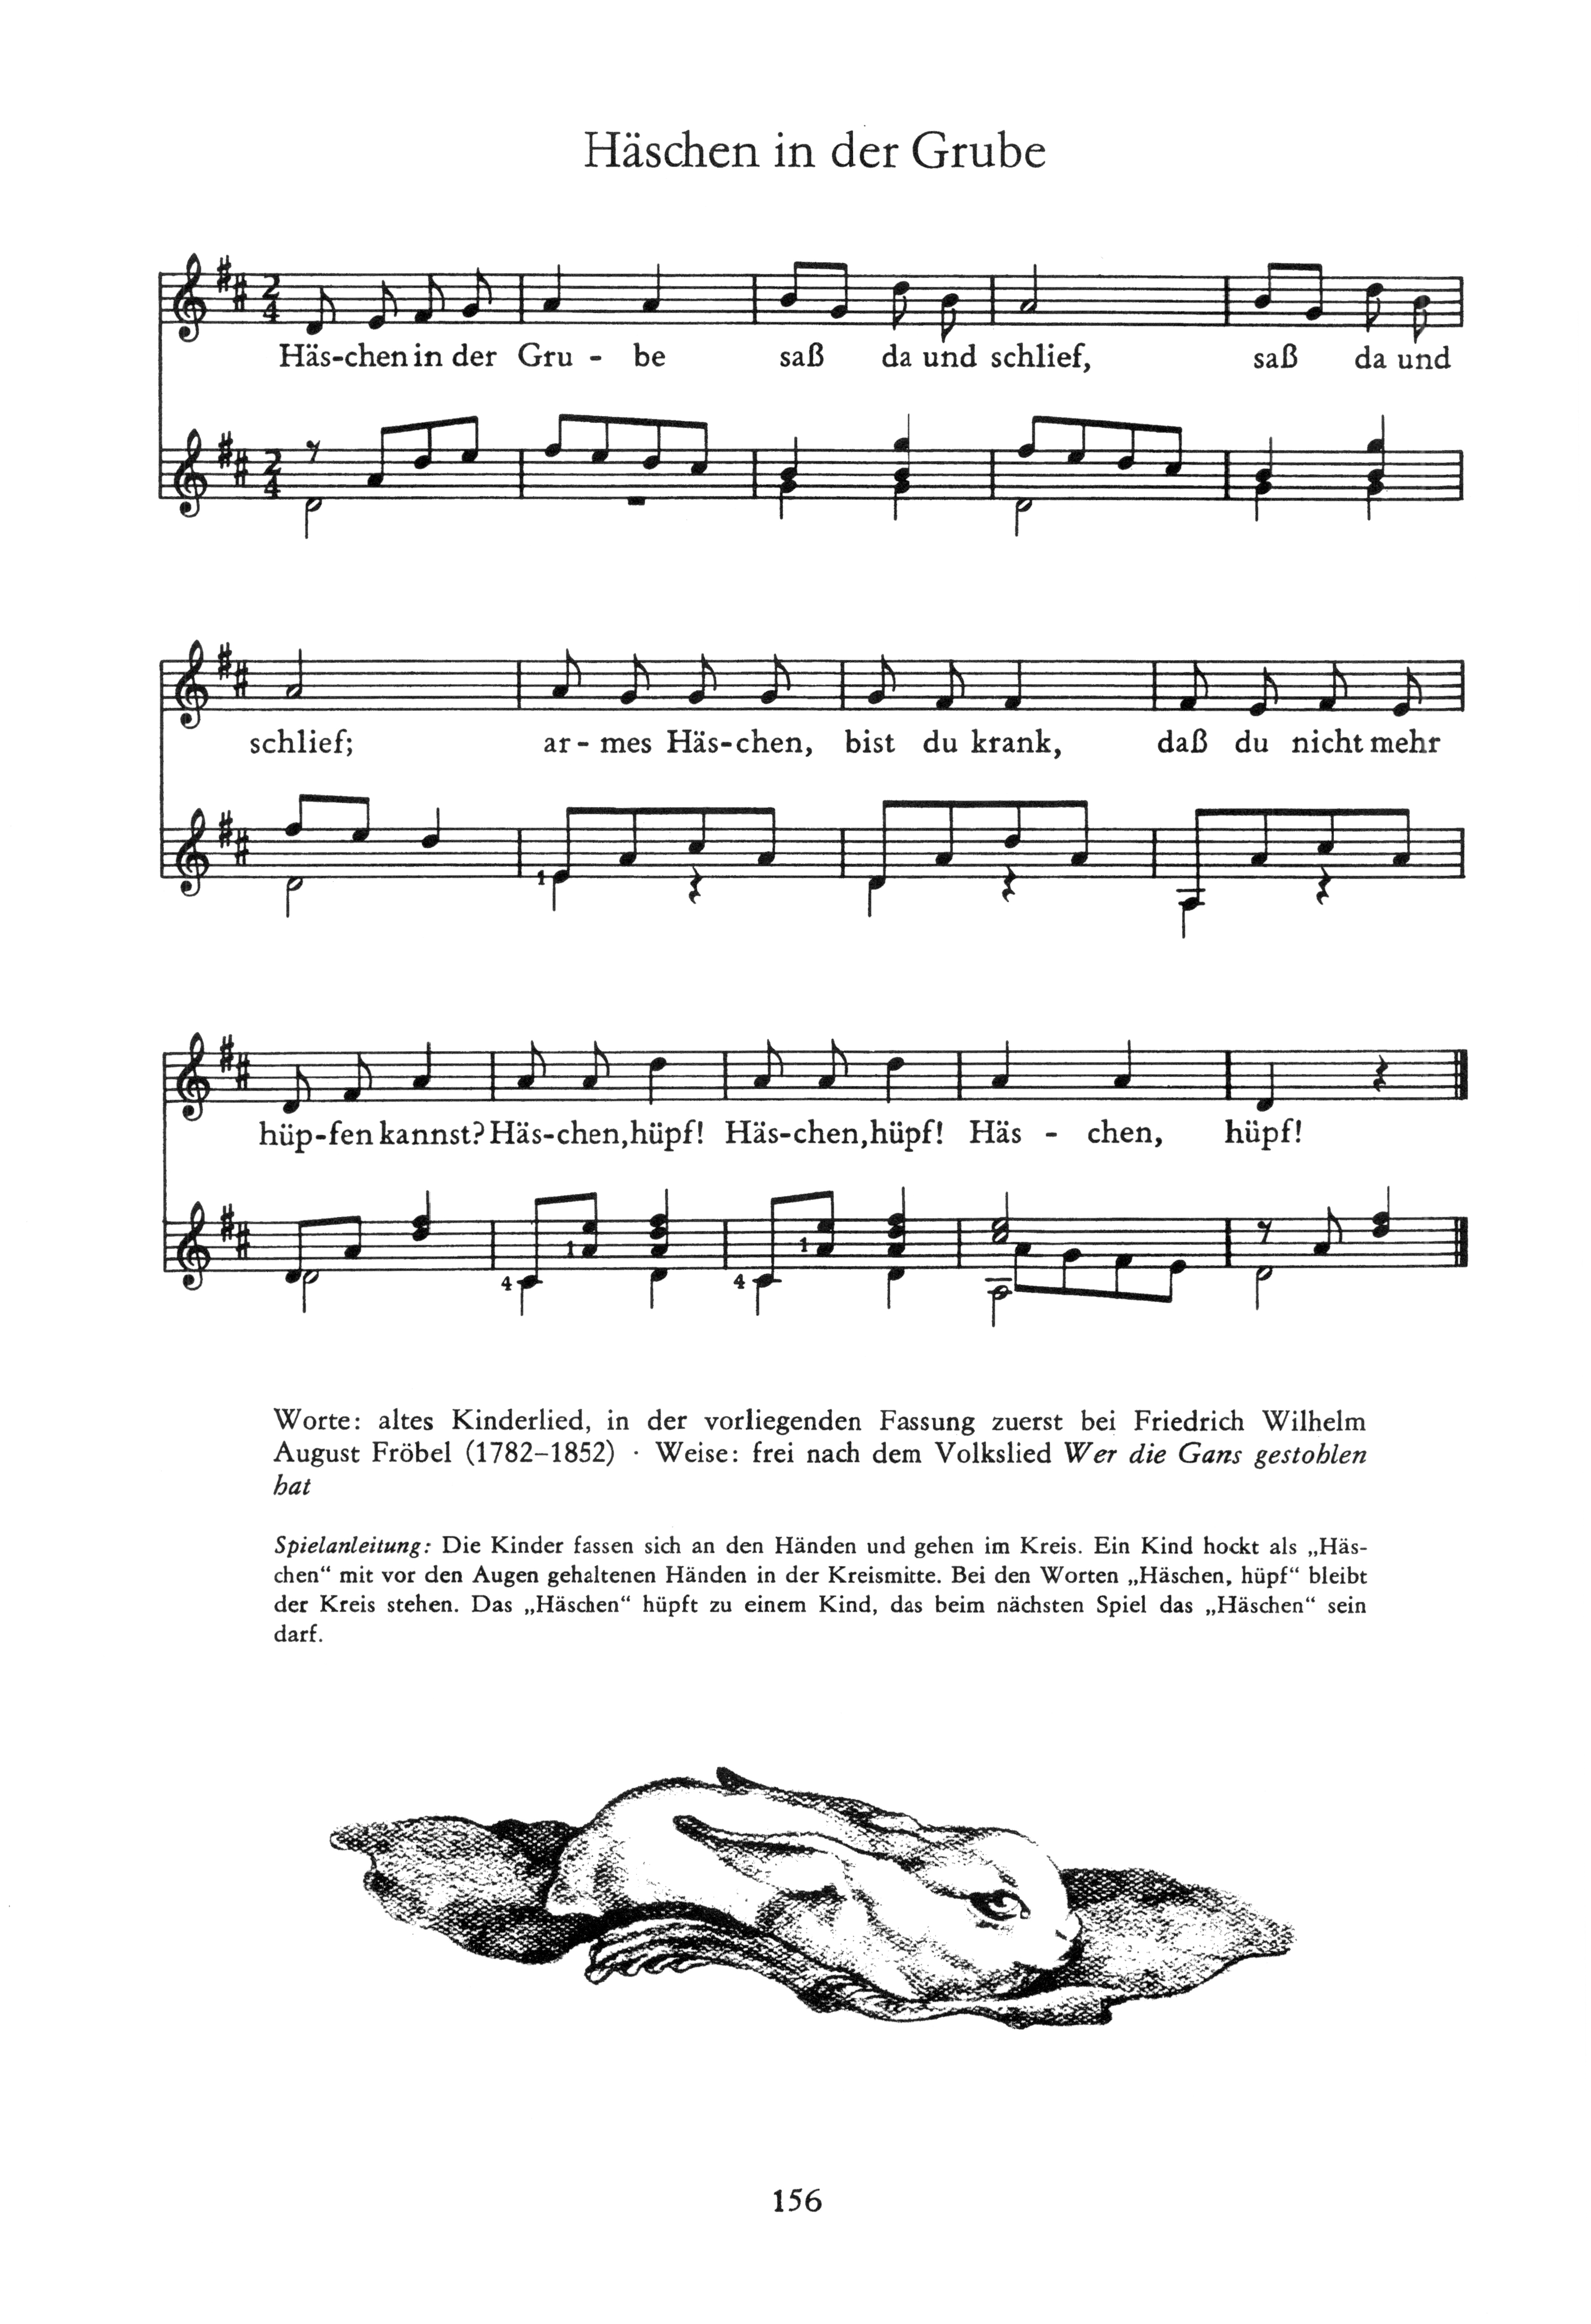 Häschen in der Grube
2
4
Häs-chen in der Gru - be saß da und schlief, saß da und
2
4
schlief; ar - mes Häs-chen, bist du krank, daß du nicht mehr
1
hüp-fen kannst? Häs-chen, hüpf! Häs-chen, hüpf! Häs - chen, hüpf!
4 1 4 1
Worte: altes Kinderlied, in der vorliegenden Fassung zuerst bei Friedrich Wilhelm
August Fröbel (1782–1852) · Weise: frei nach dem Volkslied Wer die Gans gestohlen
hat
Spielanleitung: Die Kinder fassen sich an den Händen und gehen im Kreis. Ein Kind hockt als „Häs-
chen“ mit vor den Augen gehaltenen Händen in der Kreismitte. Bei den Worten „Häschen, hüpf“ bleibt
der Kreis stehen. Das „Häschen“ hüpft zu einem Kind, das beim nächsten Spiel das „Häschen“ sein
darf.
156